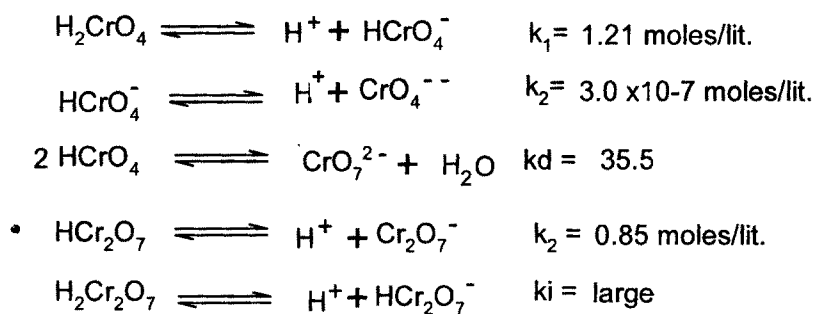 H₂CrO₄ ⇌ H⁺ + HCrO₄⁻ k₁= 1.21 moles/lit.
HCrO₄⁻ ⇌ H⁺ + CrO₄⁻⁻ k₂= 3.0 x10-7 moles/lit.
2 HCrO₄ ⇌ CrO₇²⁻ + H₂O kd = 35.5
• HCr₂O₇ ⇌ H⁺ + Cr₂O₇⁻ k₂ = 0.85 moles/lit.
H₂Cr₂O₇ ⇌ H⁺ + HCr₂O₇⁻ ki = large